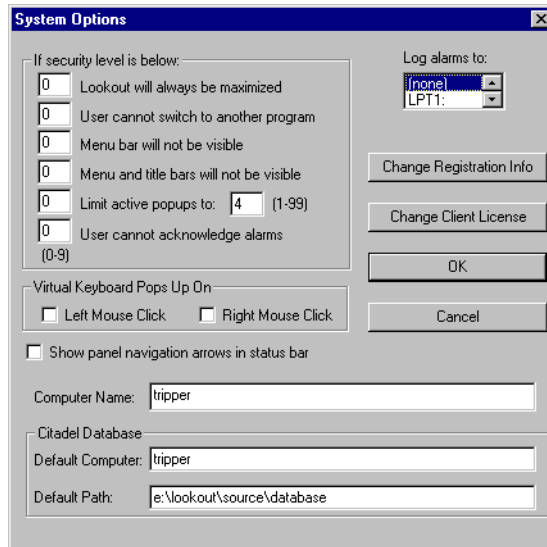 System Options
If security level is below:
0 Lookout will always be maximized
0 User cannot switch to another program
0 Menu bar will not be visible
0 Menu and title bars will not be visible
0 Limit active popups to: 4 (1-99)
0 User cannot acknowledge alarms
(0-9)
Log alarms to:
(none)
LPT1:
Change Registration Info
Change Client License
OK
Cancel
Virtual Keyboard Pops Up On
Left Mouse Click Right Mouse Click
Show panel navigation arrows in status bar
Computer Name: tripper
Citadel Database
Default Computer: tripper
Default Path: e:\lookout\source\database